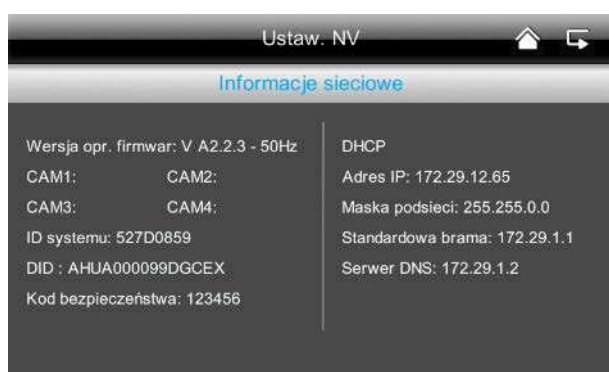 Ustaw. NV
Informacje sieciowe
Wersja opr. firmwar: V A2.2.3 - 50Hz
CAM1: CAM2:
CAM3: CAM4:
ID systemu: 527D0859
DID : AHUA000099DGCEX
Kod bezpieczeństwa: 123456
DHCP
Adres IP: 172.29.12.65
Maska podsieci: 255.255.0.0
Standardowa brama: 172.29.1.1
Serwer DNS: 172.29.1.2